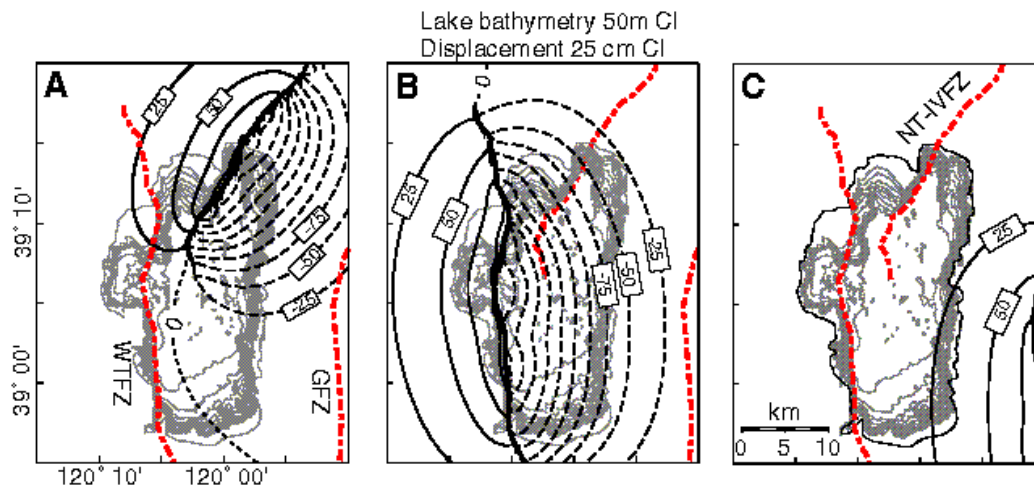 Lake bathymetry 50m CI
Displacement 25 cm CI
A
B
C
25
50
-75
-50
-25
0
WTFZ
GFZ
0
25
50
-75
-50
-25
NT-IVFZ
25
50
km
0 5 10
39° 10'
39° 00'
120° 10' 120° 00'